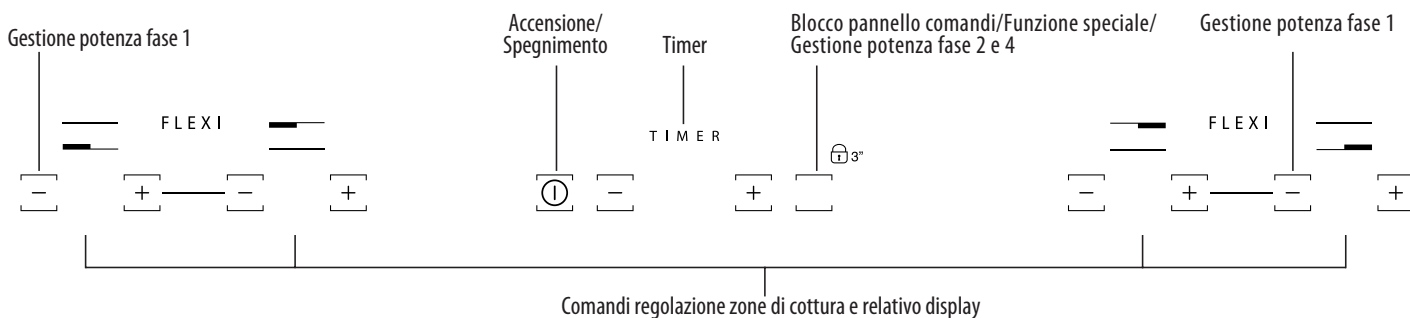 Gestione potenza fase 1
Accensione/
Spegnimento
Timer
Blocco pannello comandi/Funzione speciale/
Gestione potenza fase 2 e 4
Gestione potenza fase 1
FLEXI
TIMER
3”
FLEXI
− + − + − + − + − +
Comandi regolazione zone di cottura e relativo display